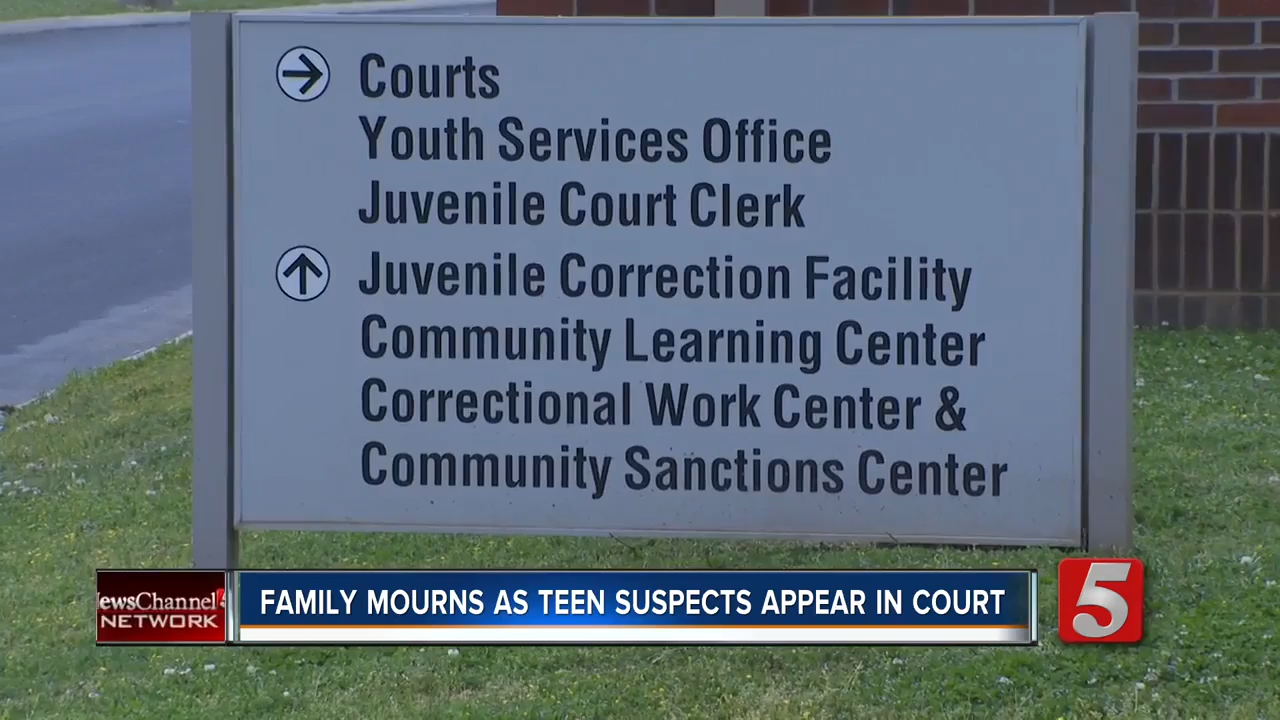 Courts
Youth Services Office
Juvenile Court Clerk
Juvenile Correction Facility
Community Learning Center
Correctional Work Center &
Community Sanctions Center
ewsChannel 5
NETWORK
FAMILY MOURNS AS TEEN SUSPECTS APPEAR IN COURT
5